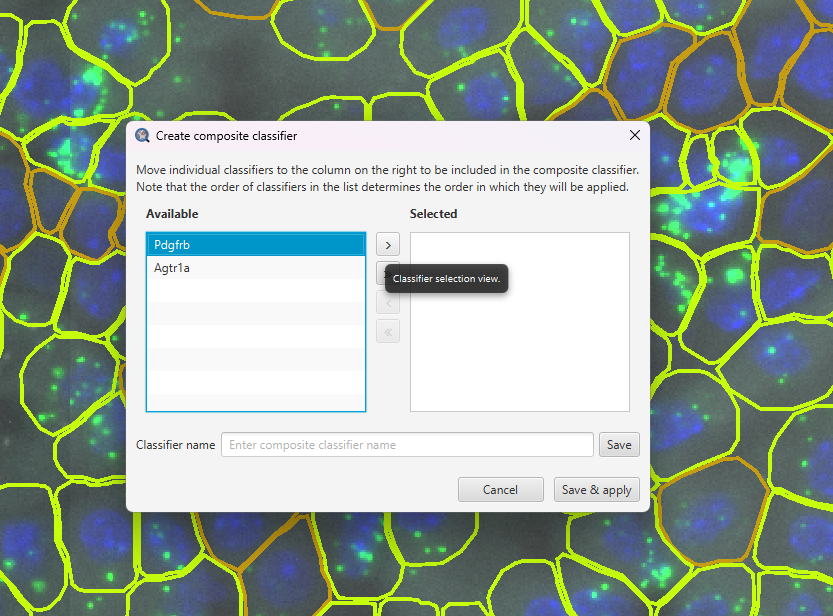 Create composite classifier
Move individual classifiers to the column on the right to be included in the composite classifier.
Note that the order of classifiers in the list determines the order in which they will be applied.
Available
Selected
Pdgfrb
>
Agtr1a
Classifier selection view.
<
«
Classifier name
Enter composite classifier name
Save
Cancel
Save & apply